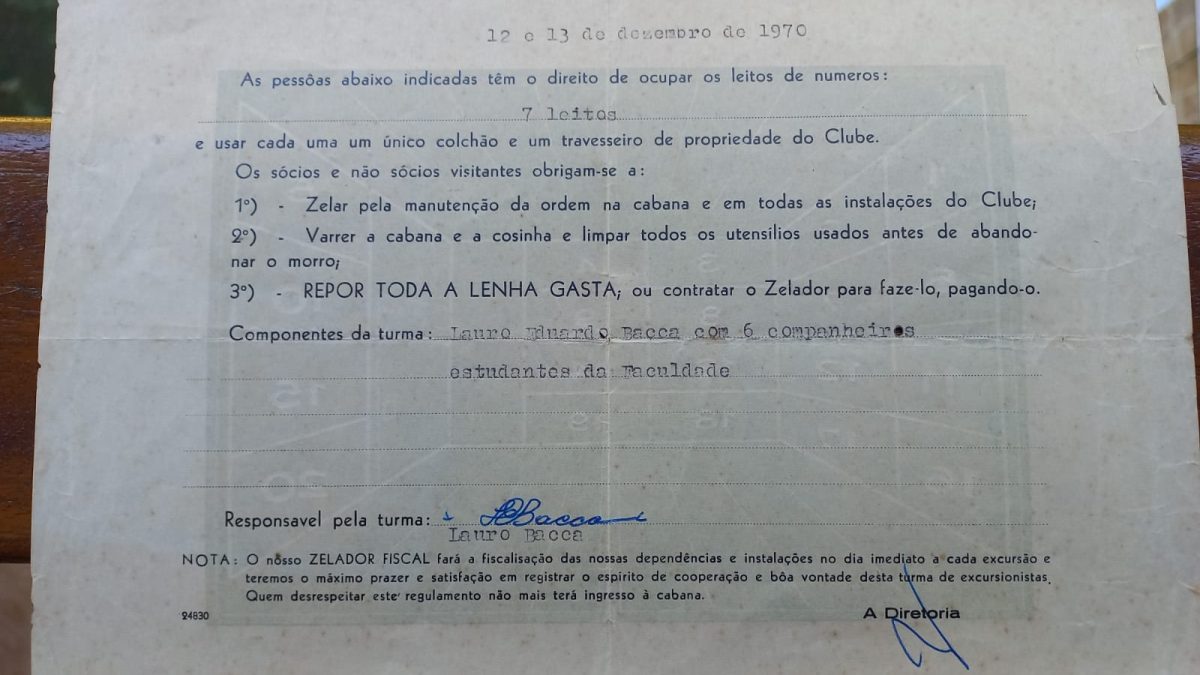 12 e 13 de dezembro de 1970
As pessôas abaixo indicadas têm o direito de ocupar os leitos de numeros:
7 leitos
e usar cada uma um único colchão e um travesseiro de propriedade do Clube.
Os sócios e não sócios visitantes obrigam-se a:
1º) - Zelar pela manutenção da ordem na cabana e em todas as instalações do Clube;
2º) - Varrer a cabana e a cosinha e limpar todos os utensílios usados antes de abando-
nar o morro;
3º) - REPOR TODA A LENHA GASTA; ou contratar o Zelador para faze-lo, pagando-o.
Componentes da turma: Lauro Eduardo Bacca com 6 companheiros
estudantes da Faculdade
Responsavel pela turma: LEBacca
Lauro Bacca
NOTA: O nósso ZELADOR FISCAL fará a fiscalisação das nossas dependências e instalações no dia imediato a cada excursão e
teremos o máximo prazer e satisfação em registrar o espírito de cooperação e bôa vontade desta turma de excursionistas.
Quem desrespeitar este regulamento não mais terá ingresso à cabana.
24830
A Diretoria